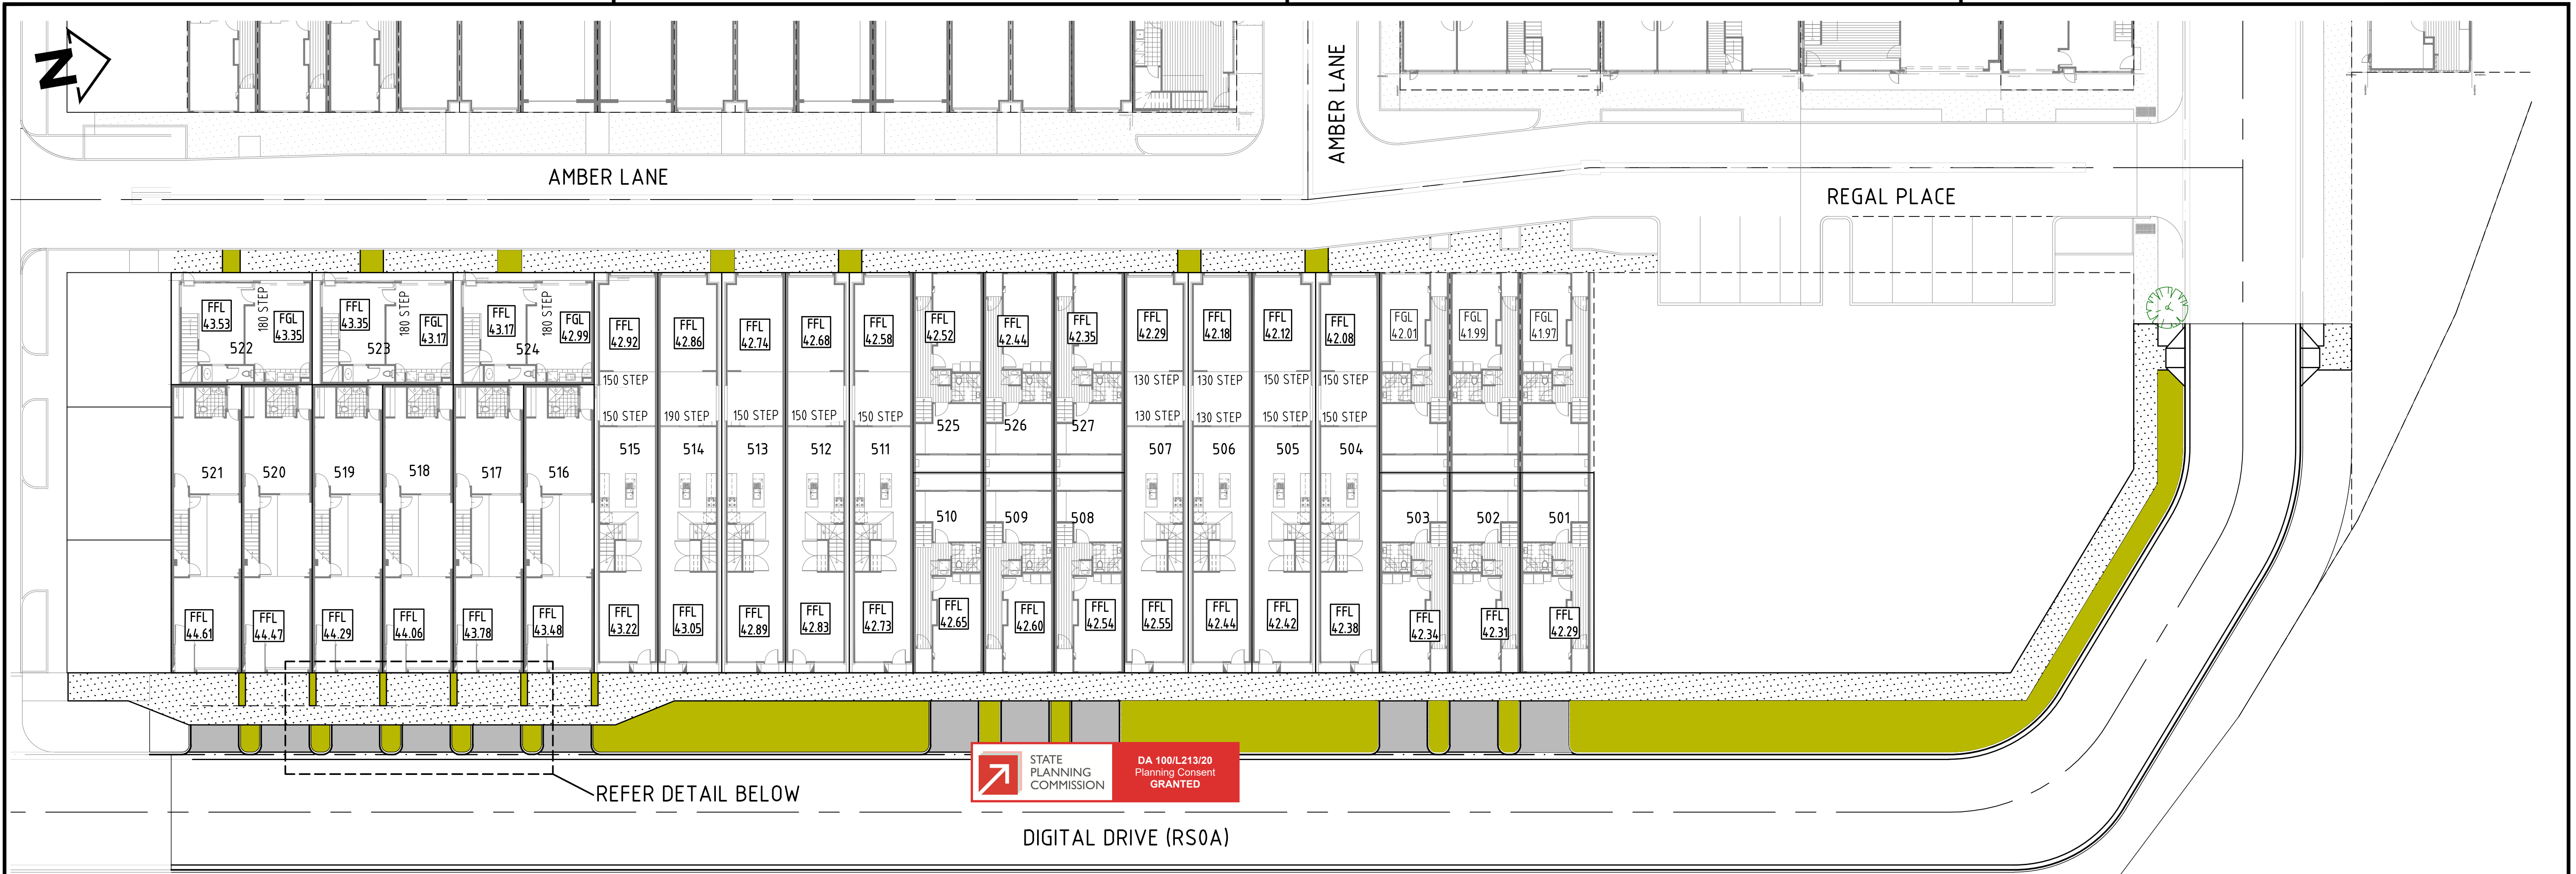 N
AMBER LANE
AMBER LANE
REGAL PLACE
FFL
43.53
180 STEP
FGL
43.35
522
FFL
43.35
180 STEP
FGL
43.17
523
FFL
43.17
180 STEP
FGL
42.99
524
FFL
42.92
FFL
42.86
FFL
42.74
FFL
42.68
FFL
42.58
FFL
42.52
FFL
42.44
FFL
42.35
FFL
42.29
FFL
42.18
FFL
42.12
FFL
42.08
FGL
42.01
FGL
41.99
FGL
41.97
150 STEP
130 STEP
130 STEP
150 STEP
150 STEP
150 STEP
190 STEP
150 STEP
150 STEP
150 STEP
130 STEP
130 STEP
150 STEP
150 STEP
525
526
527
521
520
519
518
517
516
515
514
513
512
511
507
506
505
504
510
509
508
503
502
501
FFL
44.61
FFL
44.47
FFL
44.29
FFL
44.06
FFL
43.78
FFL
43.48
FFL
43.22
FFL
43.05
FFL
42.89
FFL
42.83
FFL
42.73
FFL
42.65
FFL
42.60
FFL
42.54
FFL
42.55
FFL
42.44
FFL
42.42
FFL
42.38
FFL
42.34
FFL
42.31
FFL
42.29
STATE
PLANNING
COMMISSION
DA 100/L213/20
Planning Consent
GRANTED
REFER DETAIL BELOW
DIGITAL DRIVE (RS0A)